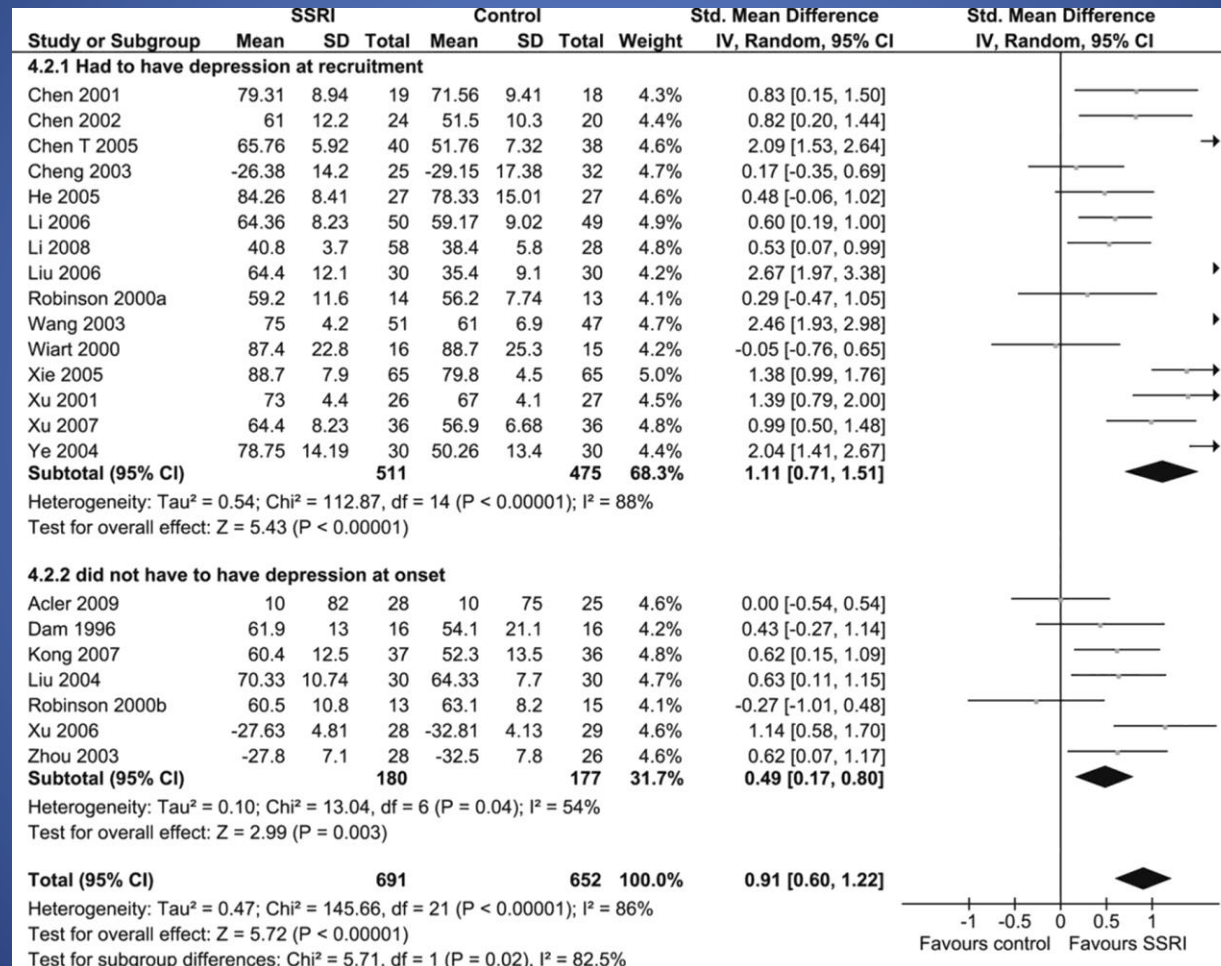 SSRI Control Std. Mean Difference Std. Mean Difference
Study or Subgroup Mean SD Total Mean SD Total Weight IV, Random, 95% CI IV, Random, 95% CI
4.2.1 Had to have depression at recruitment
Chen 2001 79.31 8.94 19 71.56 9.41 18 4.3% 0.83 [0.15, 1.50]
Chen 2002 61 12.2 24 51.5 10.3 20 4.4% 0.82 [0.20, 1.44]
Chen T 2005 65.76 5.92 40 51.76 7.32 38 4.6% 2.09 [1.53, 2.64]
Cheng 2003 -26.38 14.2 25 -29.15 17.38 32 4.7% 0.17 [-0.35, 0.69]
He 2005 84.26 8.41 27 78.33 15.01 27 4.6% 0.48 [-0.06, 1.02]
Li 2006 64.36 8.23 50 59.17 9.02 49 4.9% 0.60 [0.19, 1.00]
Li 2008 40.8 3.7 58 38.4 5.8 28 4.8% 0.53 [0.07, 0.99]
Liu 2006 64.4 12.1 30 35.4 9.1 30 4.2% 2.67 [1.97, 3.38]
Robinson 2000a 59.2 11.6 14 56.2 7.74 13 4.1% 0.29 [-0.47, 1.05]
Wang 2003 75 4.2 51 61 6.9 47 4.7% 2.46 [1.93, 2.98]
Wiart 2000 87.4 22.8 16 88.7 25.3 15 4.2% -0.05 [-0.76, 0.65]
Xie 2005 88.7 7.9 65 79.8 4.5 65 5.0% 1.38 [0.99, 1.76]
Xu 2001 73 4.4 26 67 4.1 27 4.5% 1.39 [0.79, 2.00]
Xu 2007 64.4 8.23 36 56.9 6.68 36 4.8% 0.99 [0.50, 1.48]
Ye 2004 78.75 14.19 30 50.26 13.4 30 4.4% 2.04 [1.41, 2.67]
Subtotal (95% CI) 511 475 68.3% 1.11 [0.71, 1.51]
Heterogeneity: Tau² = 0.54; Chi² = 112.87, df = 14 (P < 0.00001); I² = 88%
Test for overall effect: Z = 5.43 (P < 0.00001)
4.2.2 did not have to have depression at onset
Acler 2009 10 82 28 10 75 25 4.6% 0.00 [-0.54, 0.54]
Dam 1996 61.9 13 16 54.1 21.1 16 4.2% 0.43 [-0.27, 1.14]
Kong 2007 60.4 12.5 37 52.3 13.5 36 4.8% 0.62 [0.15, 1.09]
Liu 2004 70.33 10.74 30 64.33 7.7 30 4.7% 0.63 [0.11, 1.15]
Robinson 2000b 60.5 10.8 13 63.1 8.2 15 4.1% -0.27 [-1.01, 0.48]
Xu 2006 -27.63 4.81 28 -32.81 4.13 29 4.6% 1.14 [0.58, 1.70]
Zhou 2003 -27.8 7.1 28 -32.5 7.8 26 4.6% 0.62 [0.07, 1.17]
Subtotal (95% CI) 180 177 31.7% 0.49 [0.17, 0.80]
Heterogeneity: Tau² = 0.10; Chi² = 13.04, df = 6 (P = 0.04); I² = 54%
Test for overall effect: Z = 2.99 (P = 0.003)
Total (95% CI) 691 652 100.0% 0.91 [0.60, 1.22]
Heterogeneity: Tau² = 0.47; Chi² = 145.66, df = 21 (P < 0.00001); I² = 86%
Test for overall effect: Z = 5.72 (P < 0.00001)
Test for subgroup differences: Chi² = 5.71, df = 1 (P = 0.02), I² = 82.5%
-1 -0.5 0 0.5 1
Favours control Favours SSRI